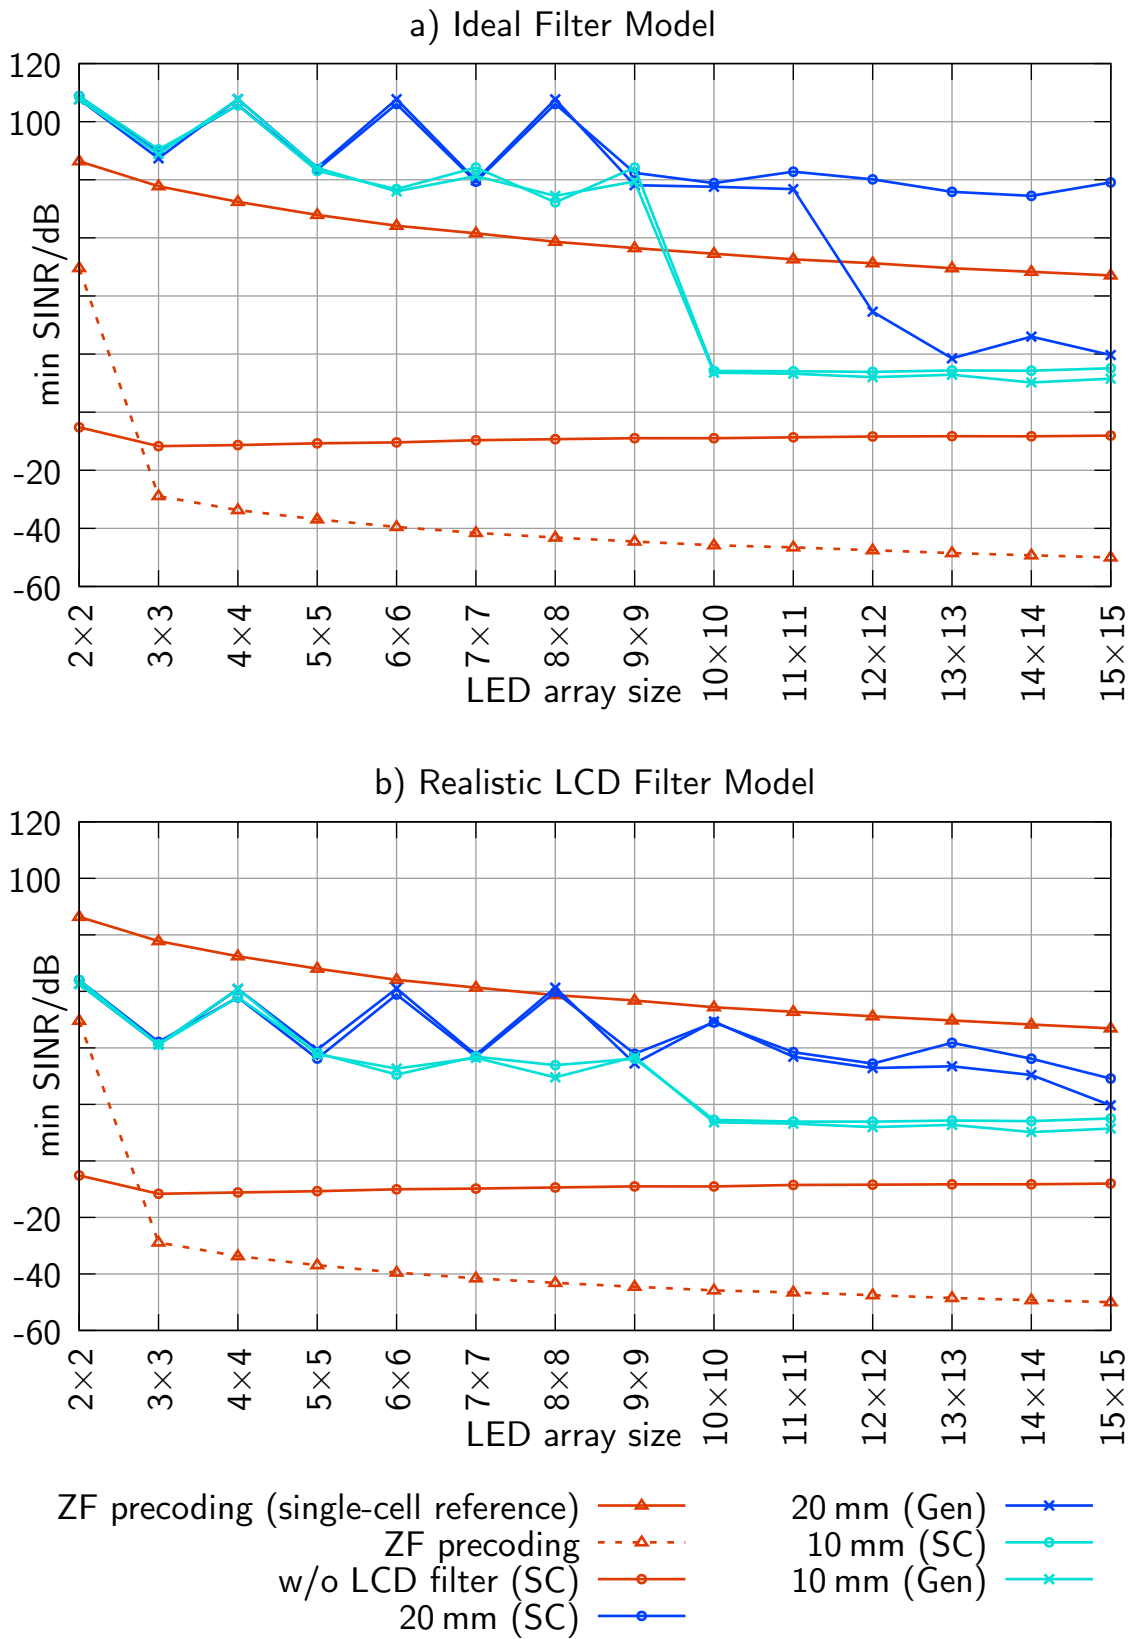 a) Ideal Filter Model
120
100
min SINR/dB
-20
-40
-60
2×2
3×3
4×4
5×5
6×6
7×7
8×8
9×9
10×10
11×11
12×12
13×13
14×14
15×15
LED array size
b) Realistic LCD Filter Model
120
100
min SINR/dB
-20
-40
-60
2×2
3×3
4×4
5×5
6×6
7×7
8×8
9×9
10×10
11×11
12×12
13×13
14×14
15×15
LED array size
ZF precoding (single-cell reference)
ZF precoding
w/o LCD filter (SC)
20 mm (SC)
20 mm (Gen)
10 mm (SC)
10 mm (Gen)